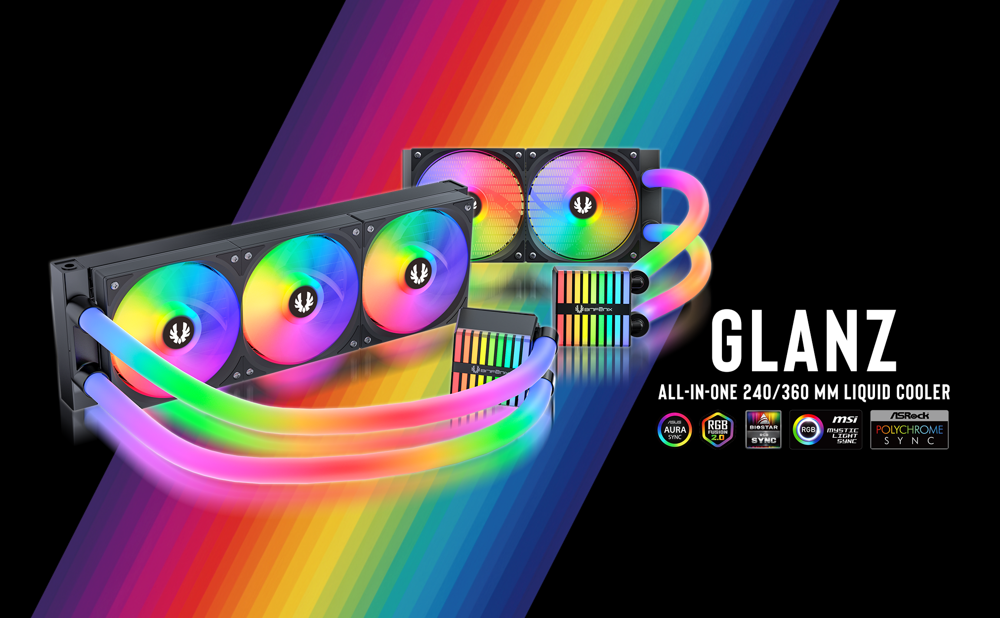 BITFENIX
BITFENIX
GLANZ
ALL-IN-ONE 240/360 MM LIQUID COOLER
ASUS
AURA
SYNC
RGB
FUSION
2.0
BIOSTAR
RGB
SYNC
RGB
msi
MYSTIC
LIGHT
SYNC
ASRock
POLYCHROME
SYNC